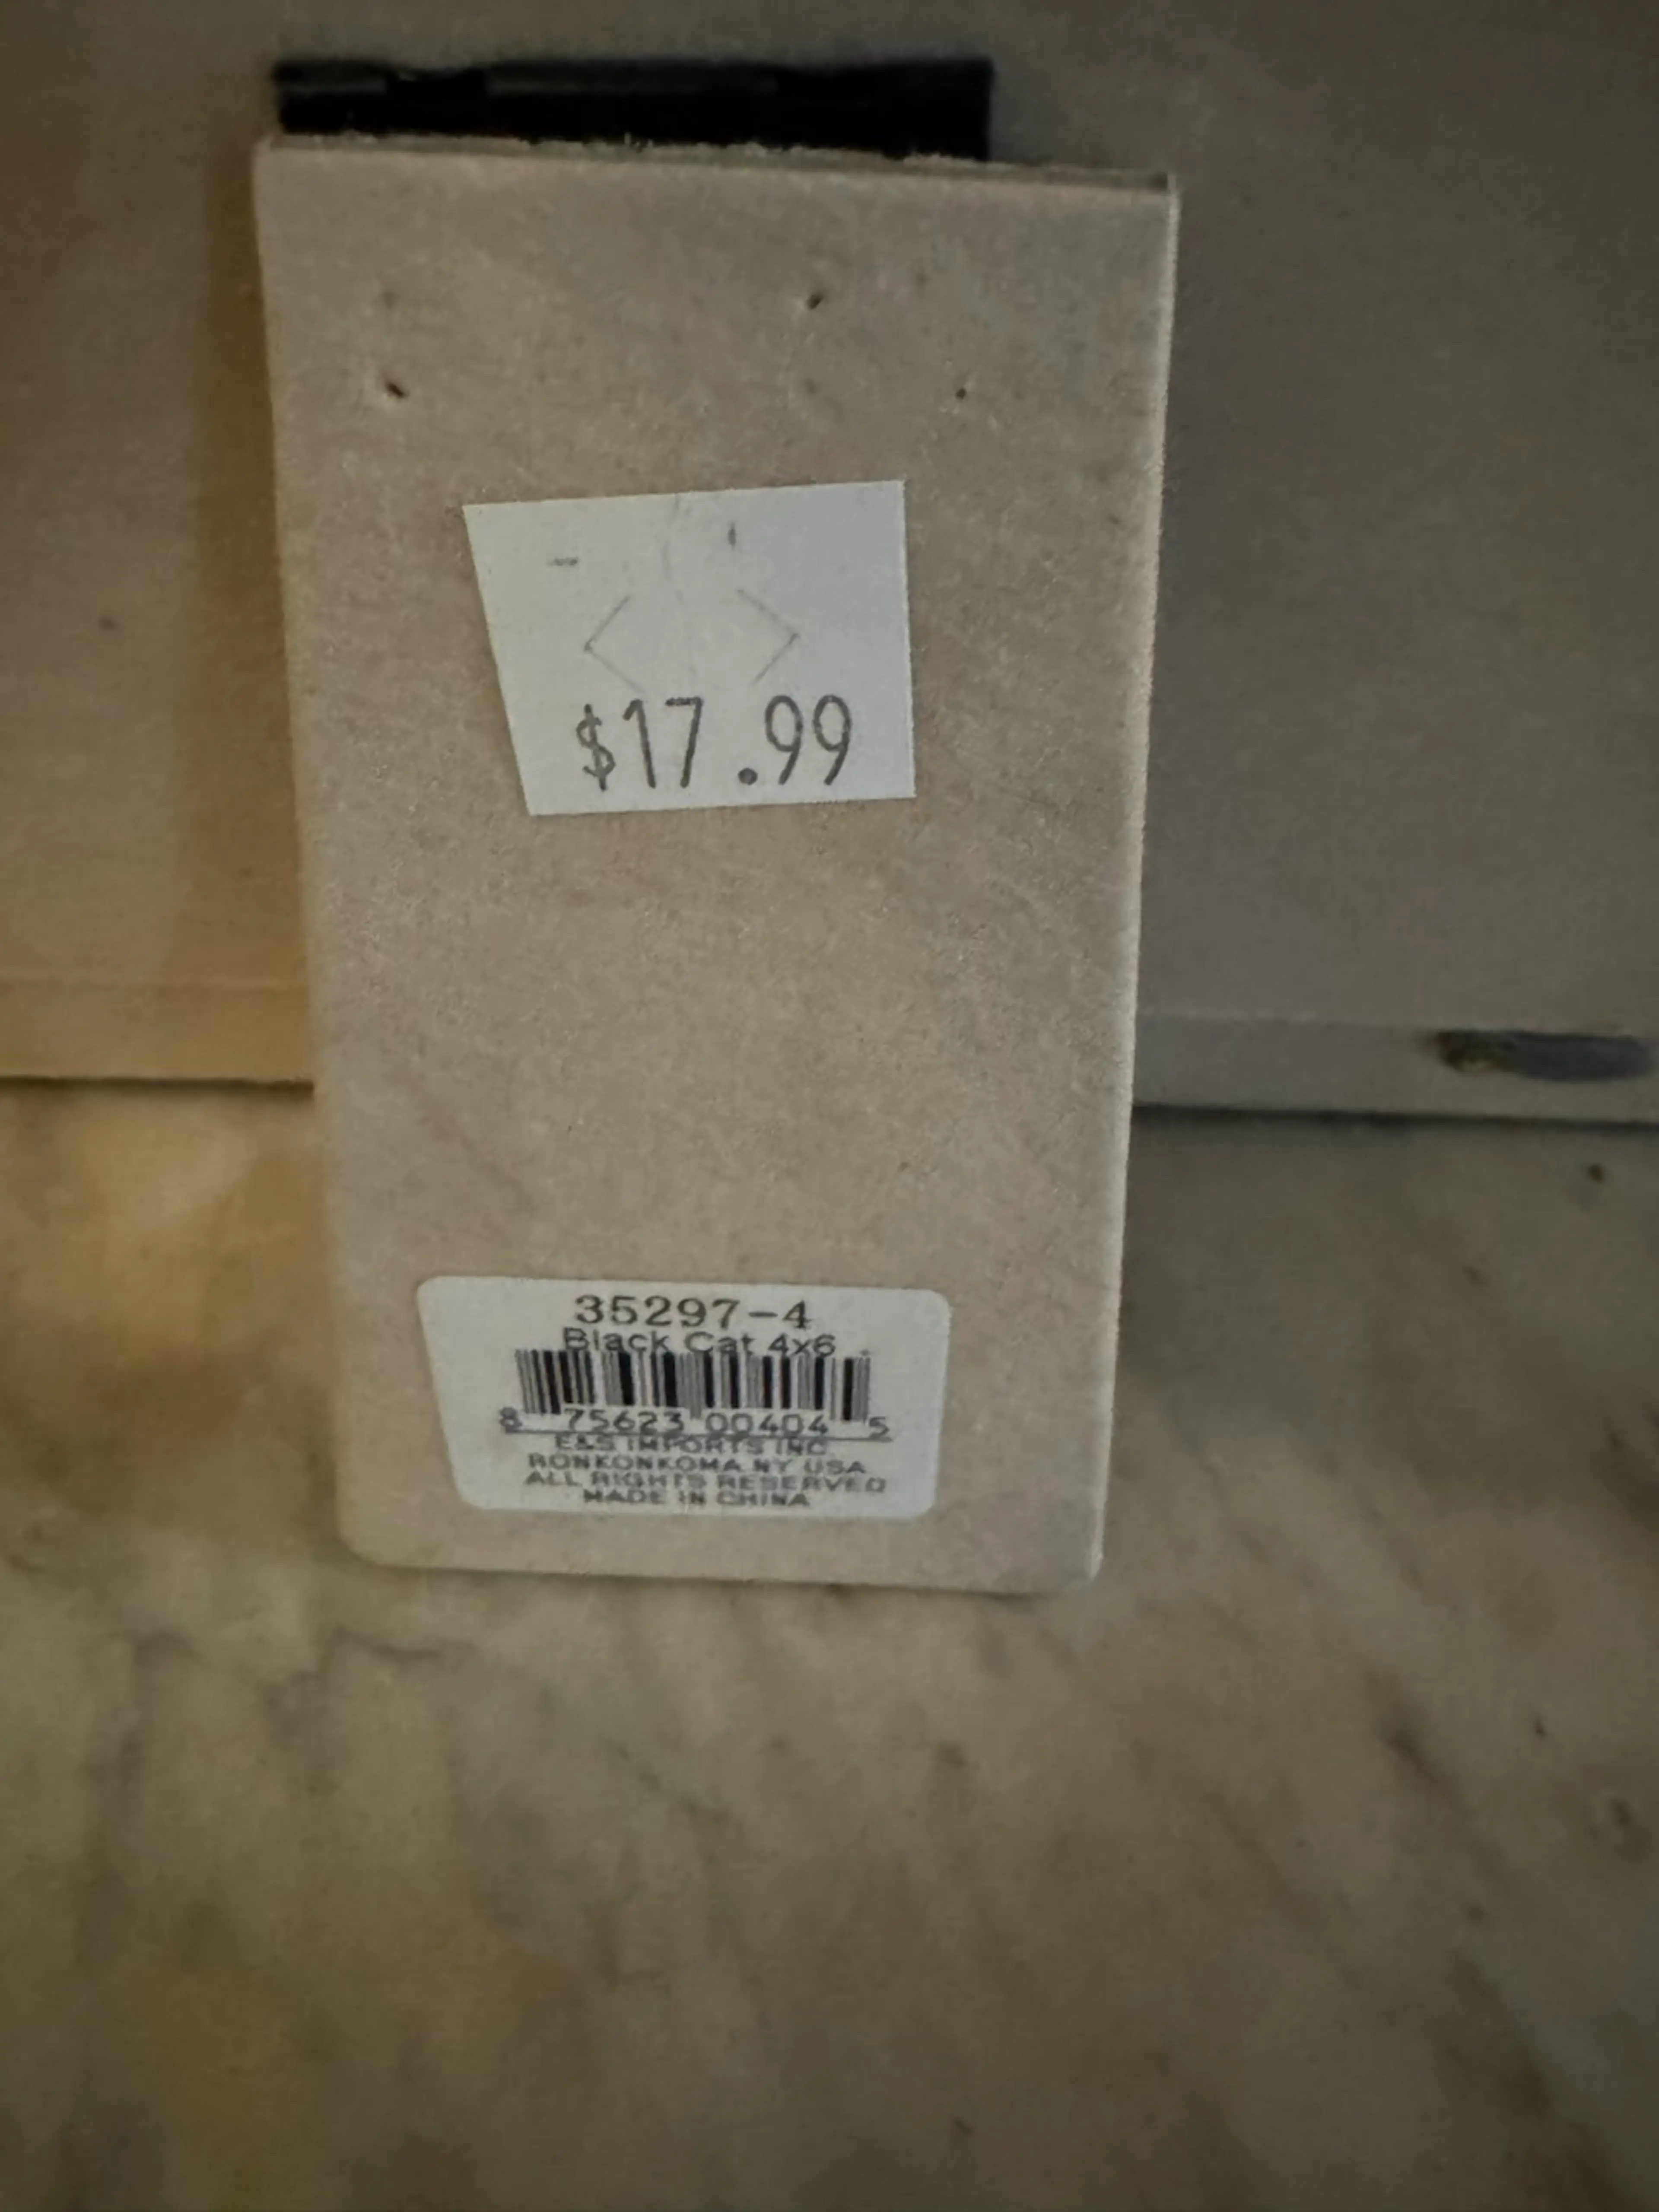 $17.99
35297-4
Black Cat 4x6
8 75623 00404 5
E&S IMPORTS INC.
RONKONKOMA NY USA
ALL RIGHTS RESERVED
MADE IN CHINA